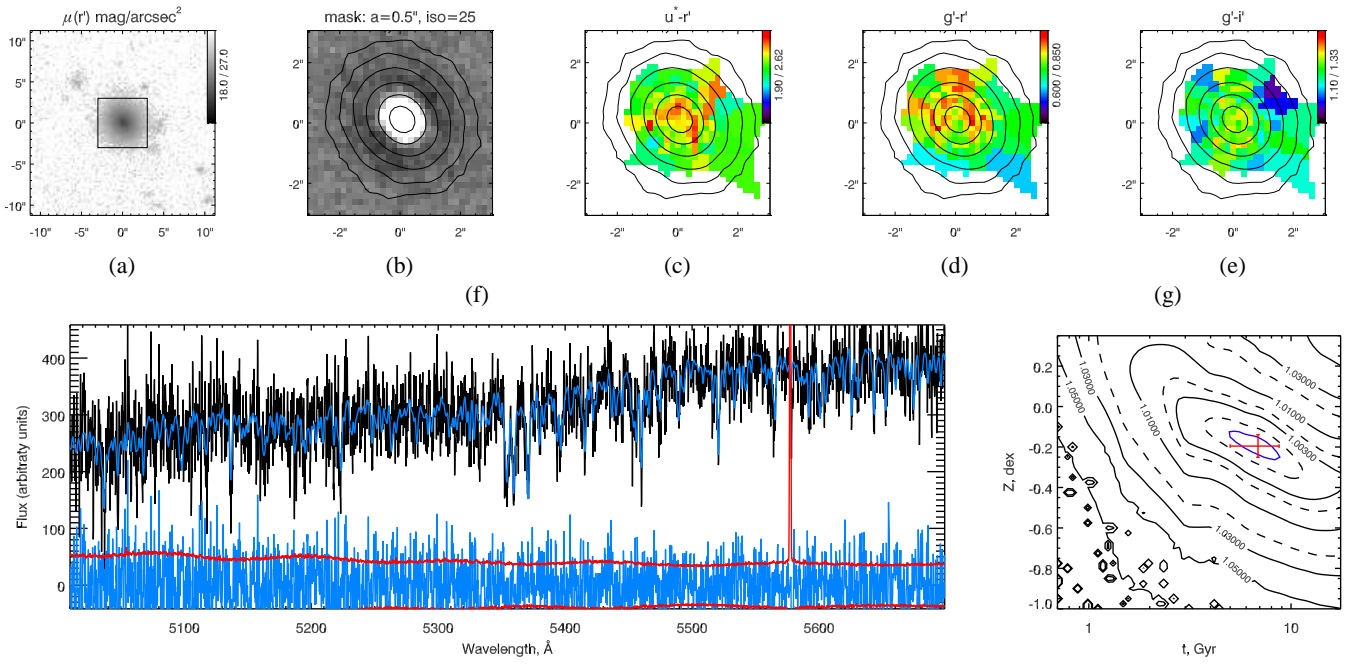 μ(r') mag/arcsec²
mask: a=0.5", iso=25
u*-r'
g'-r'
g'-i'
10"
5"
0"
-5"
-10"
-10" -5" 0" 5" 10"
18.0 / 27.0
2"
0"
-2"
-2" 0" 2"
2"
0"
-2"
-2" 0" 2"
1.90 / 2.62
2"
0"
-2"
-2" 0" 2"
0.600 / 0.850
2"
0"
-2"
-2" 0" 2"
1.10 / 1.33
(a)
(b)
(c)
(d)
(e)
(f)
(g)
Flux (arbitraty units)
400
300
200
100
0
5100 5200 5300 5400 5500 5600
Wavelength, Å
Z, dex
0.2
0.0
-0.2
-0.4
-0.6
-0.8
-1.0
1.05000
1.03000
1.01000
1.03000
1.01000
1.00300
1.03000
1.05000
1 10
t, Gyr